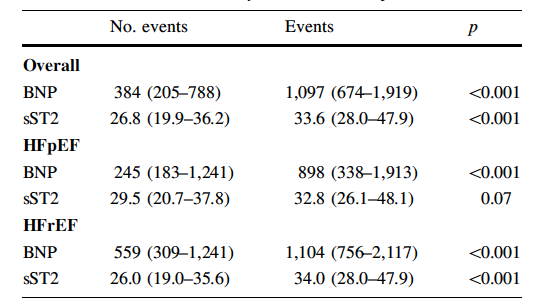 No. events Events p
Overall
BNP 384 (205–788) 1,097 (674–1,919) <0.001
sST2 26.8 (19.9–36.2) 33.6 (28.0–47.9) <0.001
HFpEF
BNP 245 (183–1,241) 898 (338–1,913) <0.001
sST2 29.5 (20.7–37.8) 32.8 (26.1–48.1) 0.07
HFrEF
BNP 559 (309–1,241) 1,104 (756–2,117) <0.001
sST2 26.0 (19.0–35.6) 34.0 (28.0–47.9) <0.001